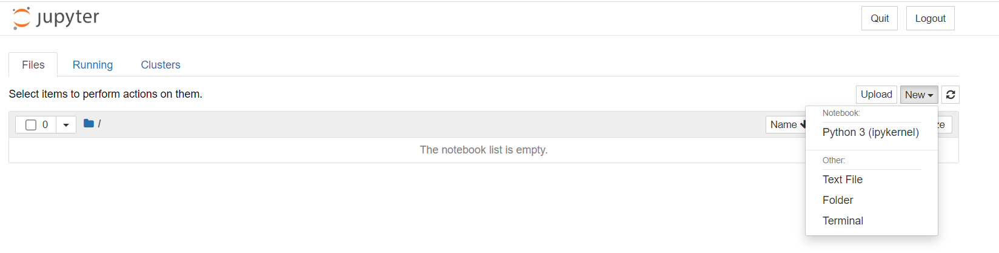 jupyter
Quit Logout
Files Running Clusters
Select items to perform actions on them.
Upload New
0 /
Name
The notebook list is empty.
Notebook:
Python 3 (ipykernel)
Other:
Text File
Folder
Terminal